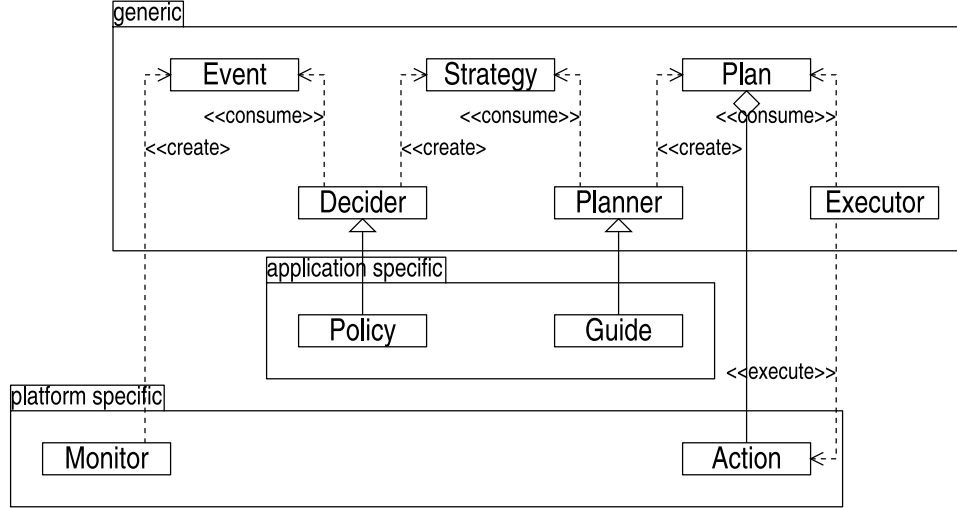 generic
Event
Strategy
Plan
<<consume>>
<<consume>>
<<consume>>
<<create>
<<create>
<<create>
Decider
Planner
Executor
application specific
Policy
Guide
<<execute>>
platform specific
Monitor
Action